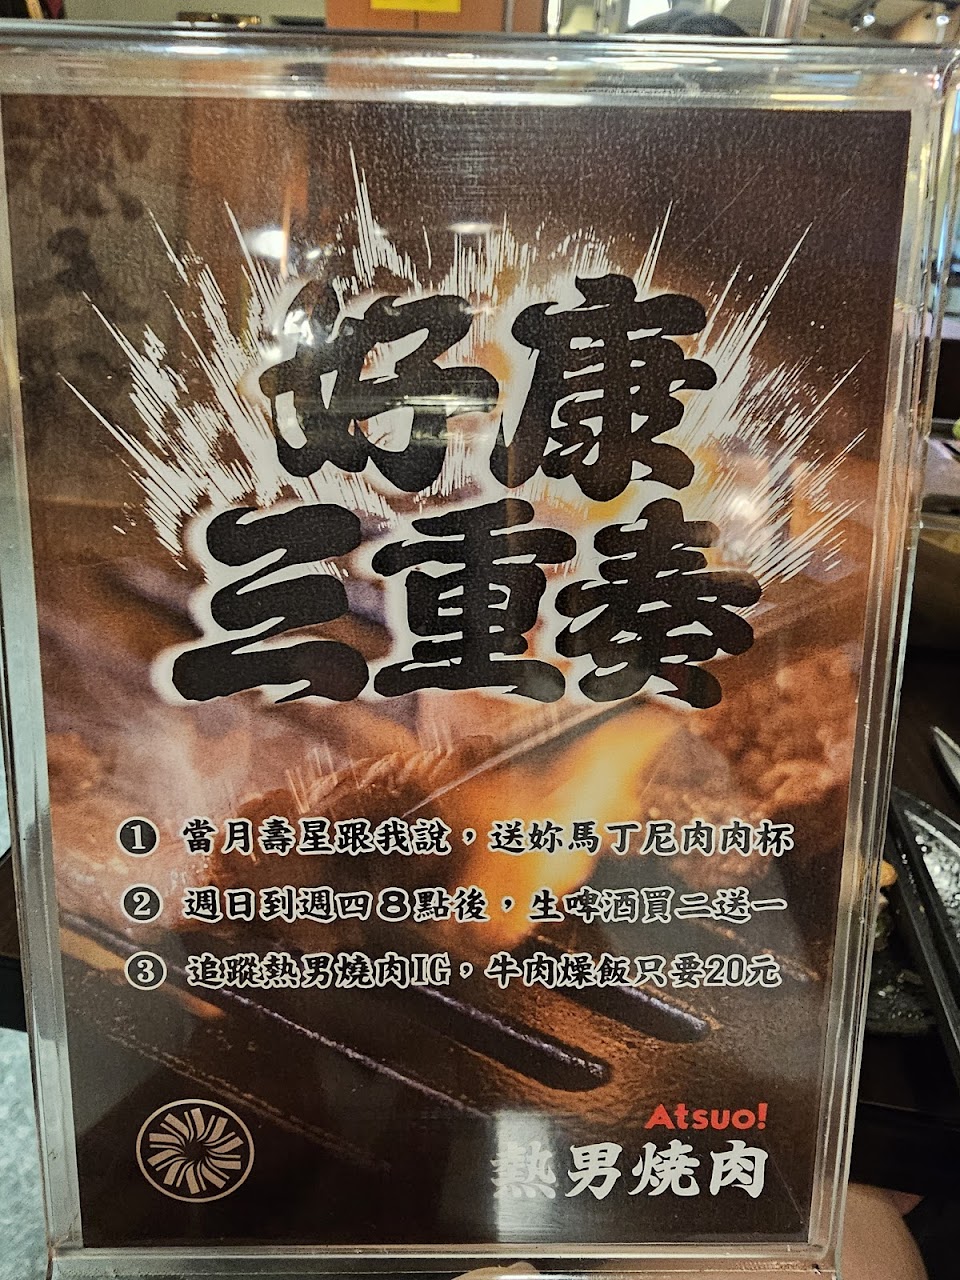 好康
三重奏
1 當月壽星跟我說，送妳馬丁尼肉肉杯
2 週日到週四8點後，生啤酒買二送一
3 追蹤熱男燒肉IG，牛肉燥飯只要20元
Atsuo!
熱男燒肉